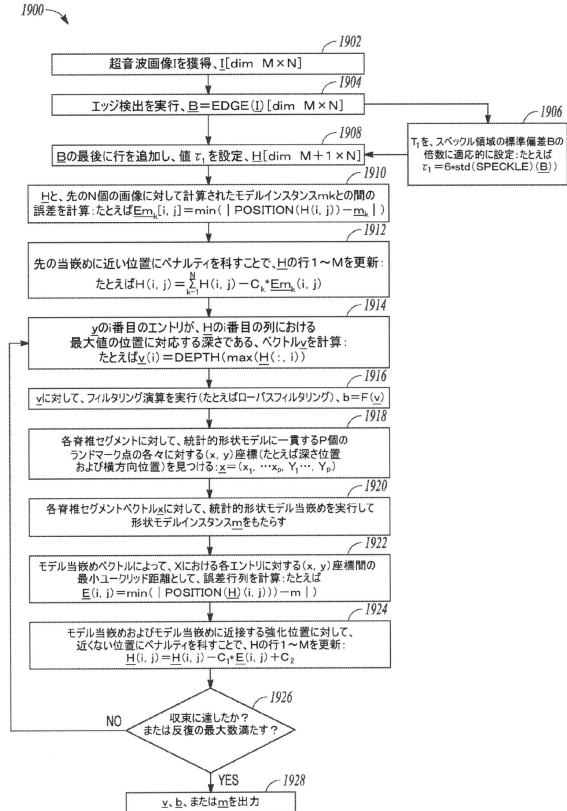 1900
1902
超音波画像Iを獲得、I[dim M×N]
1904
エッジ検出を実行、B=EDGE(I)[dim M×N]
1906
T₁を、スペックル領域の標準偏差Bの
倍数に適応的に設定:たとえば
τ₁=6*std(SPECKLE)(B))
1908
Bの最後に行を追加し、値τ₁を設定、H[dim M+1×N]
1910
Hと、先のN個の画像に対して計算されたモデルインスタンスmkとの間の
誤差を計算:たとえばEmₖ[i, j]=min(|POSITION(H(i, j))-mₖ|)
1912
先の当嵌めに近い位置にペナルティを科すことで、Hの行1~Mを更新:
N
たとえばH(i, j)=ΣH(i, j)-Cₖ*Emₖ(i, j)
k=1
1914
yのi番目のエントリが、Hのi番目の列における
最大値の位置に対応する深さである、ベクトルvを計算:
たとえばv(i)=DEPTH(max(H(:, i))
1916
vに対して、フィルタリング演算を実行(たとえばローパスフィルタリング)、b=F(v)
1918
各脊椎セグメントに対して、統計的形状モデルに一貫するP個の
ランドマーク点の各々に対する(x, y)座標(たとえば深さ位置
および横方向位置)を見つける:x=(x₁, …xₚ, Y₁…, Yₚ)
1920
各脊椎セグメントベクトルxに対して、統計的形状モデル当嵌めを実行して
形状モデルインスタンスmをもたらす
1922
モデル当嵌めベクトルによって、Xにおける各エントリに対する(x, y)座標間の
最小ユークリッド距離として、誤差行列を計算:たとえば
E(i, j)=min(|POSITION(H)(i, j)))-m|)
1924
モデル当嵌めおよびモデル当嵌めに近接する強化位置に対して、
近くない位置にペナルティを科すことで、Hの行1~Mを更新:
H(i, j)=H(i, j)-C₁*E(i, j)+C₂
1926
収束に達したか?
または反復の最大数満たす?
NO
YES
1928
v、b、またはmを出力